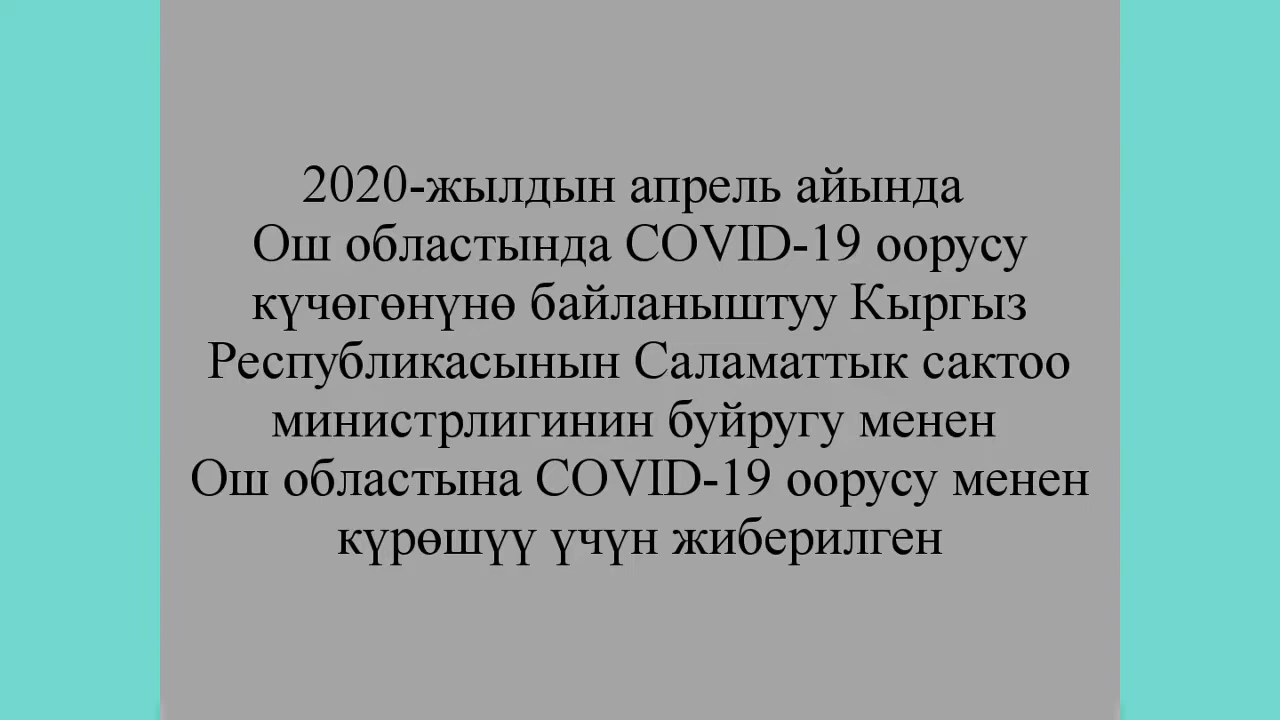 2020-жылдын апрель айында
Ош областында COVID-19 оорусу
күчөгөнүнө байланыштуу Кыргыз
Республикасынын Саламаттык сактоо
министрлигинин буйругу менен
Ош областына COVID-19 оорусу менен
күрөшүү үчүн жиберилген